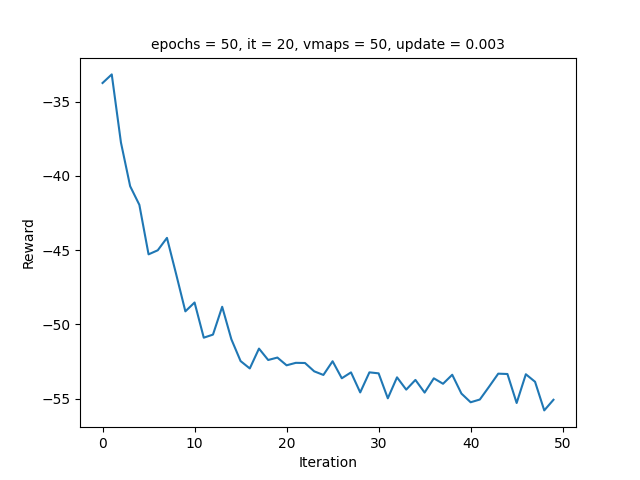 epochs = 50, it = 20, vmaps = 50, update = 0.003
−35
−40
−45
−50
−55
Reward
0 10 20 30 40 50
Iteration